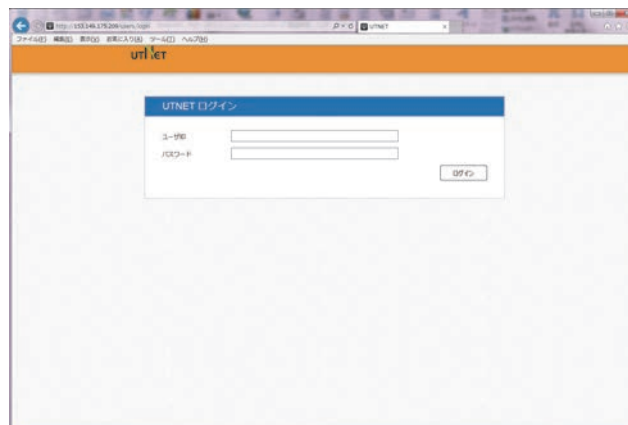 UTNET
ファイル(F) 編集(E) 表示(V) お気に入り(A) ツール(T) ヘルプ(H)
UTNET
UTNET ログイン
ユーザID
パスワード
ログイン